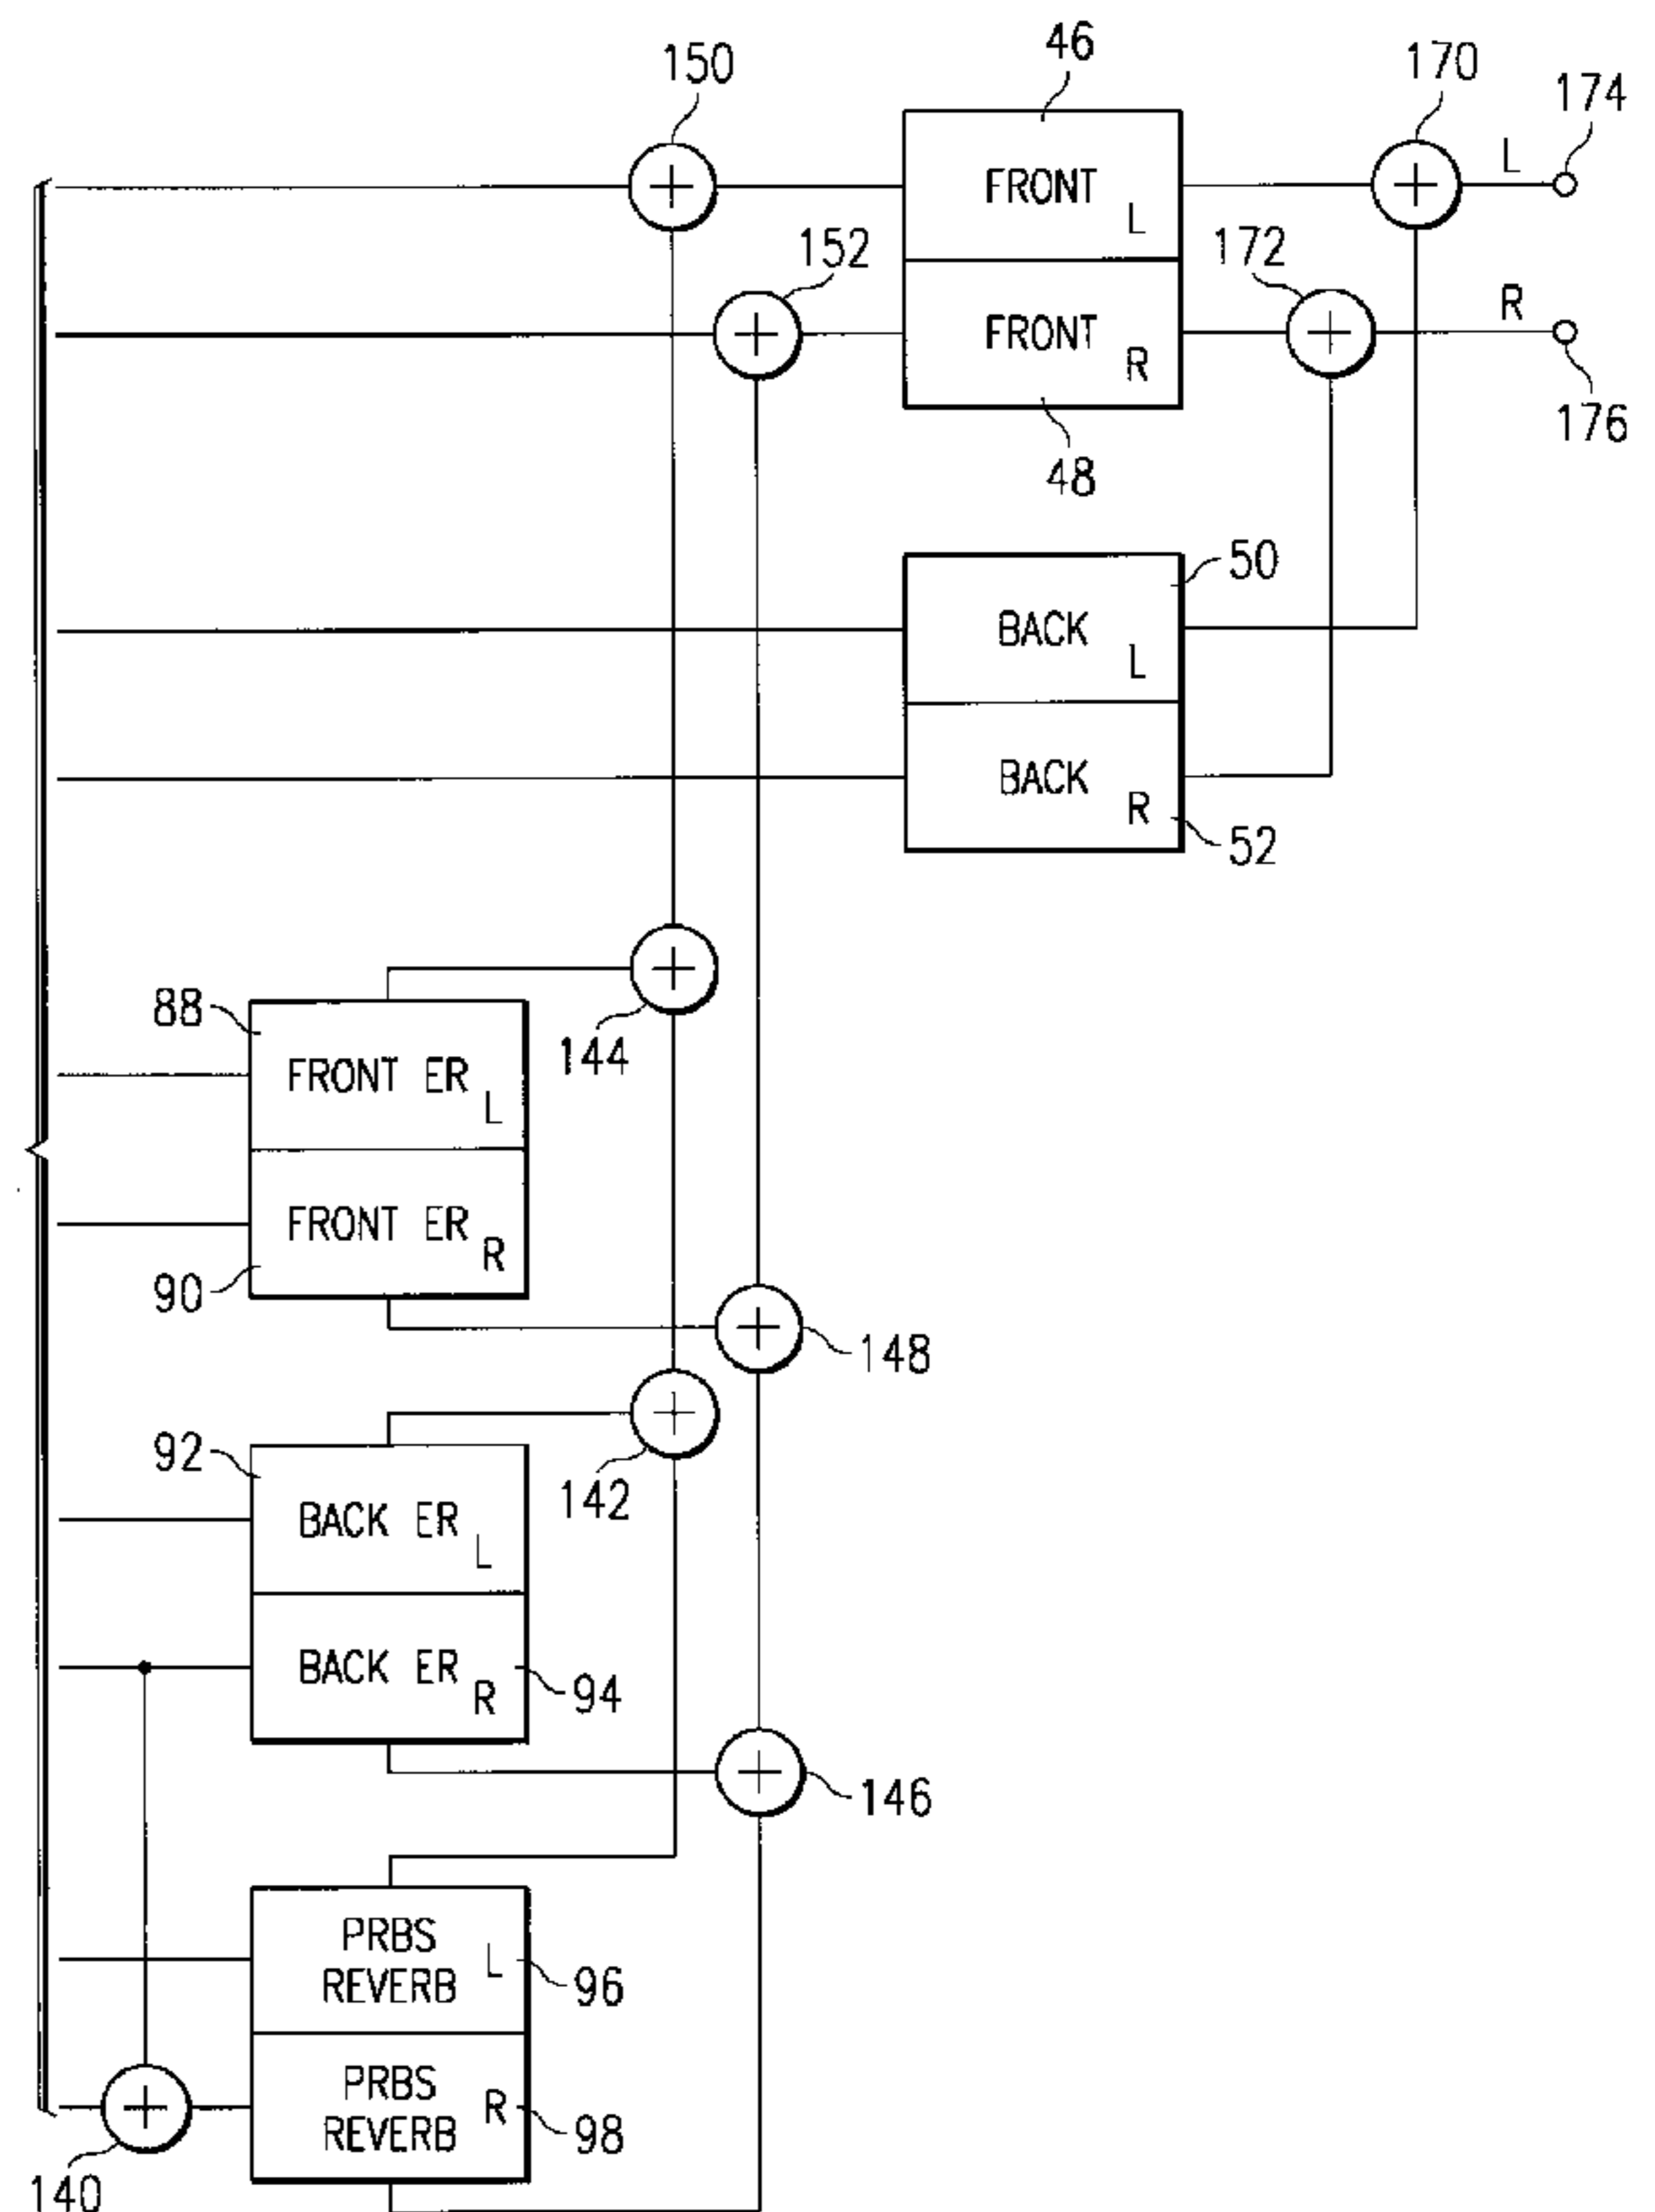 46
150
170
174
FRONT L
L
152
172
FRONT R
R
176
48
50
BACK L
BACK R
52
88
144
FRONT ER L
FRONT ER R
90
148
92
142
BACK ER L
BACK ER R
94
146
PRBS
REVERB L
96
PRBS
REVERB R
98
140